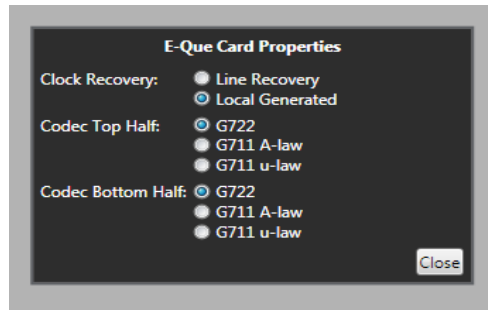 E-Que Card Properties
Clock Recovery: Line Recovery
Local Generated
Codec Top Half: G722
G711 A-law
G711 u-law
Codec Bottom Half: G722
G711 A-law
G711 u-law
Close